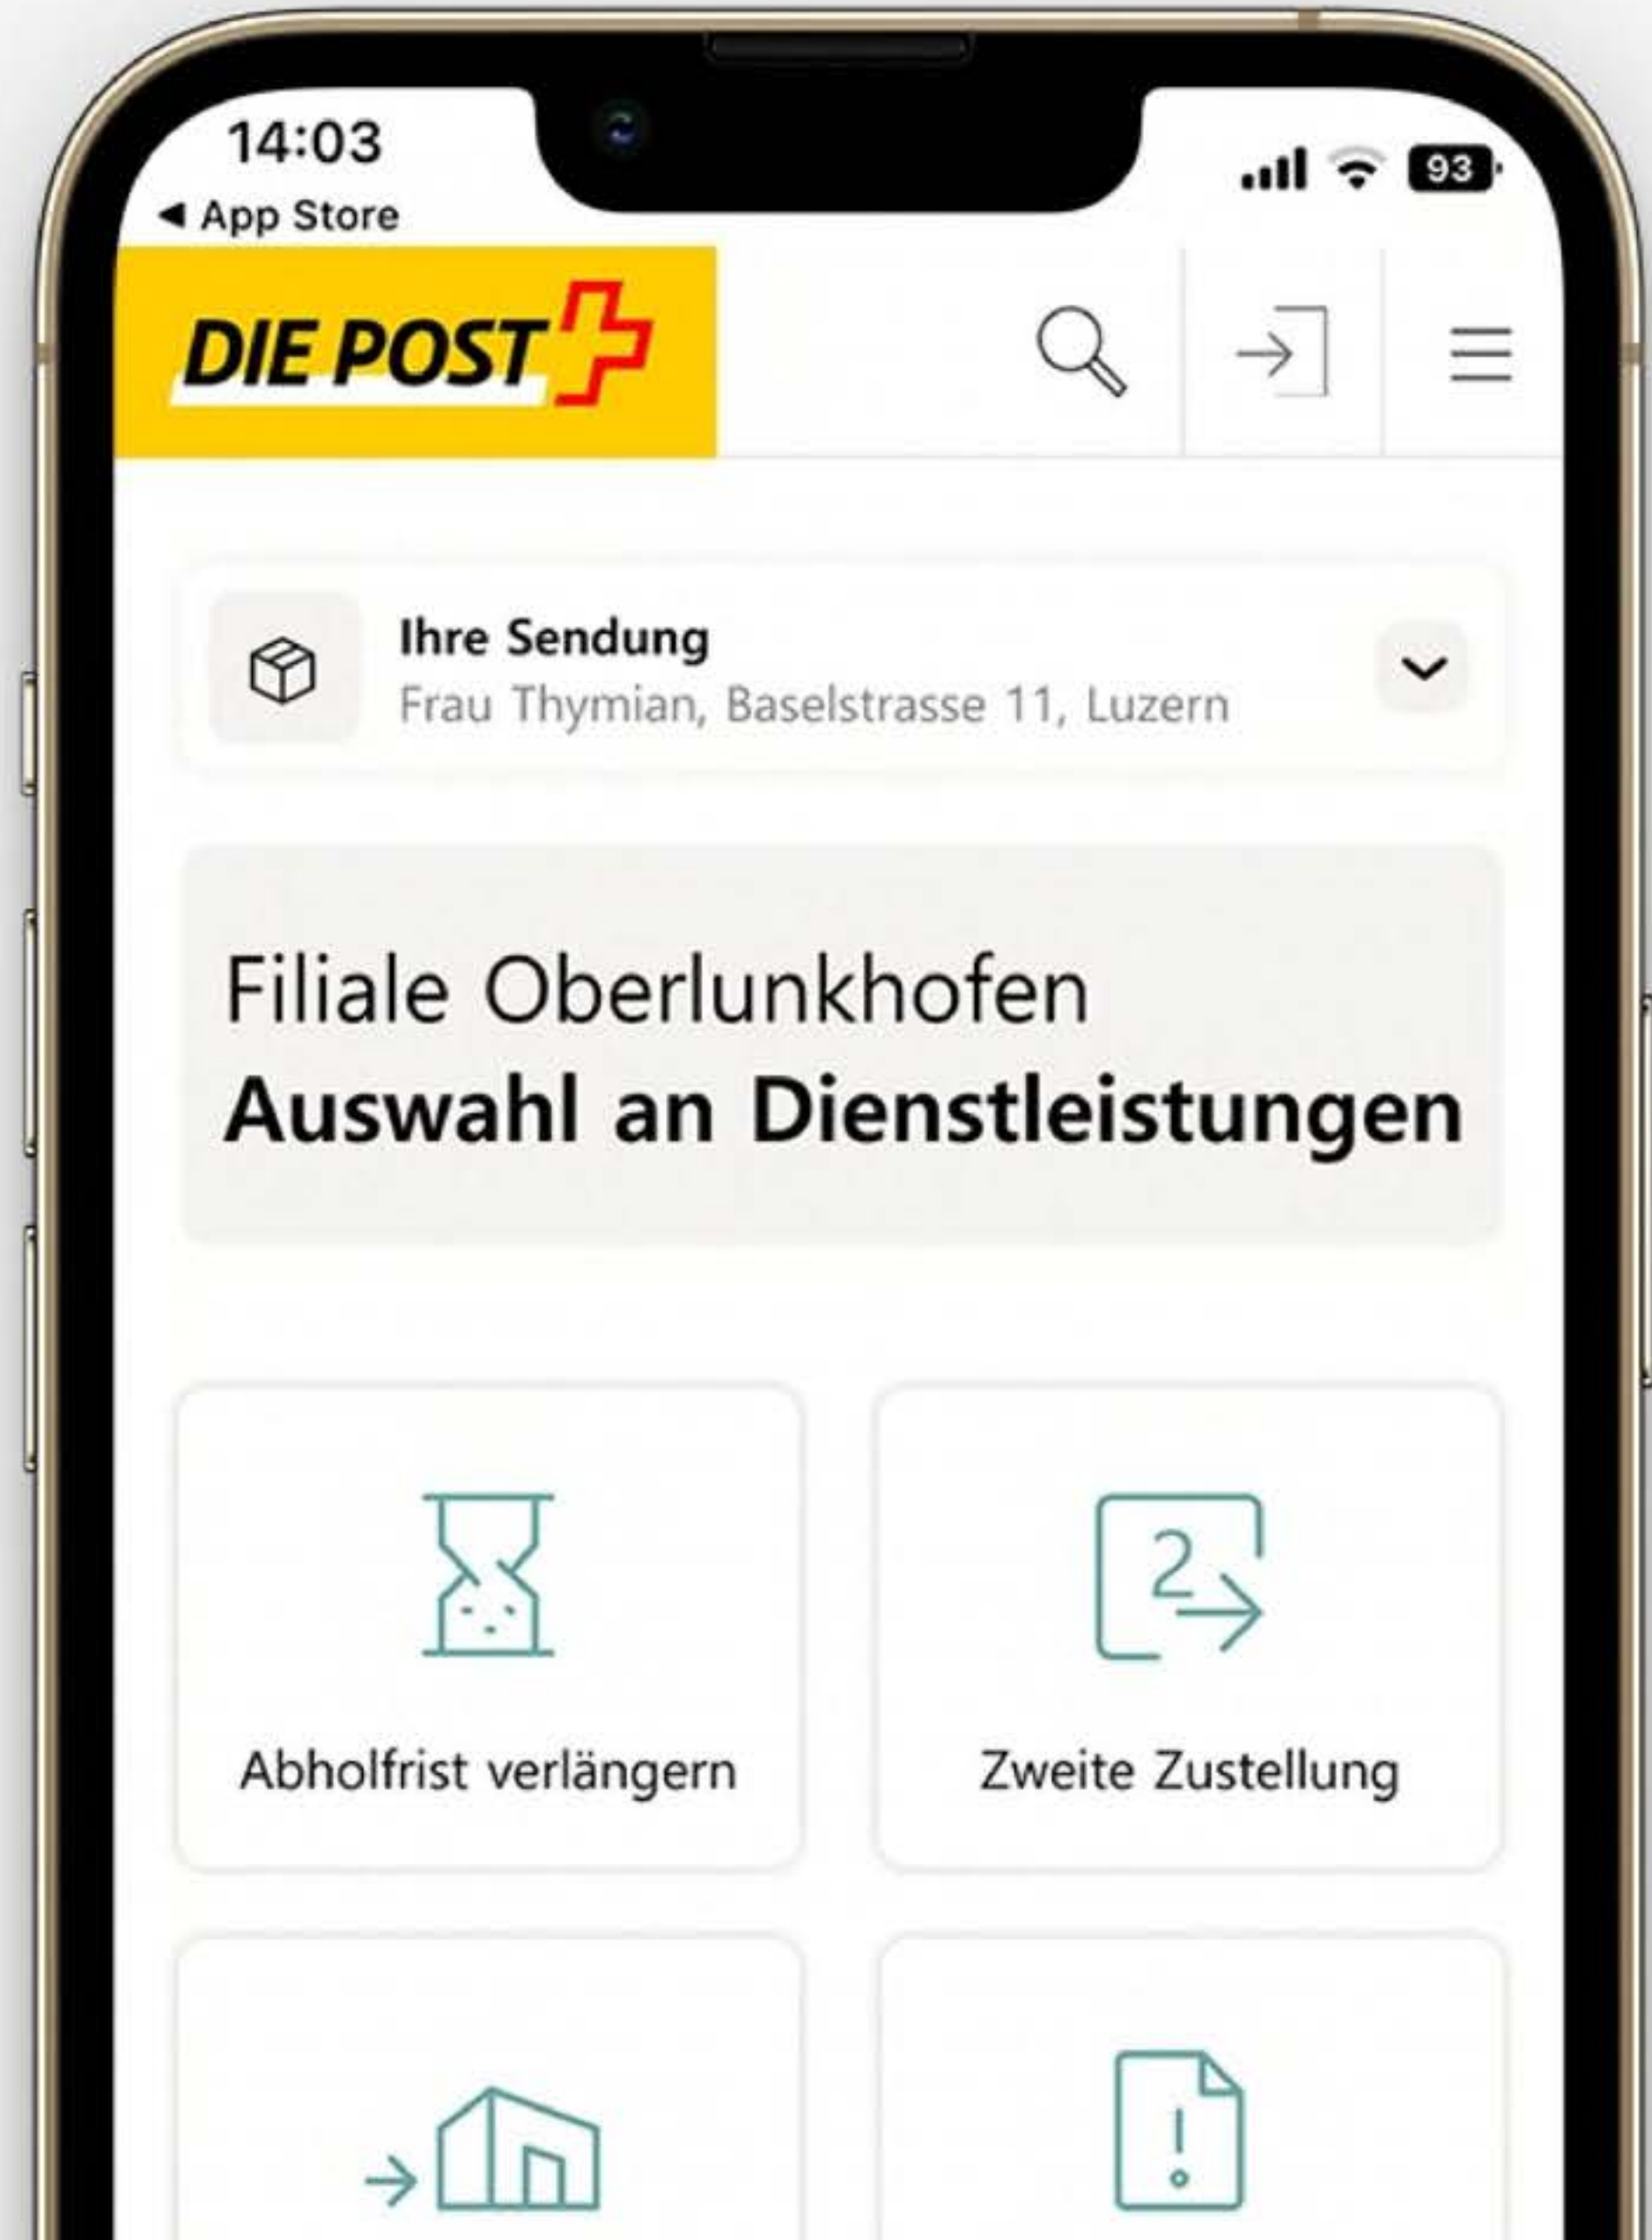 14:03
93
◀ App Store
DIE POST
Ihre Sendung
Frau Thymian, Baselstrasse 11, Luzern
Filiale Oberlunkhofen
Auswahl an Dienstleistungen
2
Abholfrist verlängern
Zweite Zustellung
!